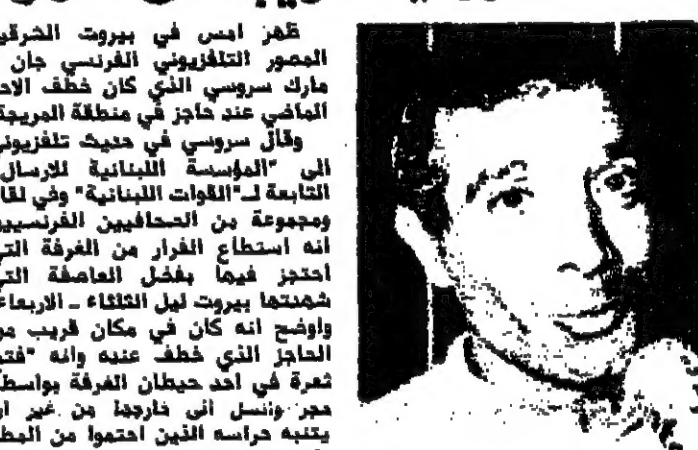 ظهر امس في بيروت الشرقية
المصور التلفزيوني الفرنسي جان
مارك سروسي الذي كان خطف الاحد
الماضي عند حاجز في منطقة المريجة
وقال سروسي في حديث تلفزيوني
الى "المؤسسة اللبنانية للارسال"
التابعة لـ"القوات اللبنانية" وفي لقاء
ومجموعة من الصحافيين الفرنسيين
انه استطاع الفرار من الغرفة التي
احتجز فيها بفضل العاصفة التي
شهدتها بيروت ليل الثلثاء - الاربعاء
واوضح انه كان في مكان قريب من
الحاجز الذي خطف عنده وانه "فتح
ثغرة في احد حيطان الغرفة بواسطة
حجر وانسل الى خارجها من غير ان
يتنبه حراسه الذين احتموا من المطر